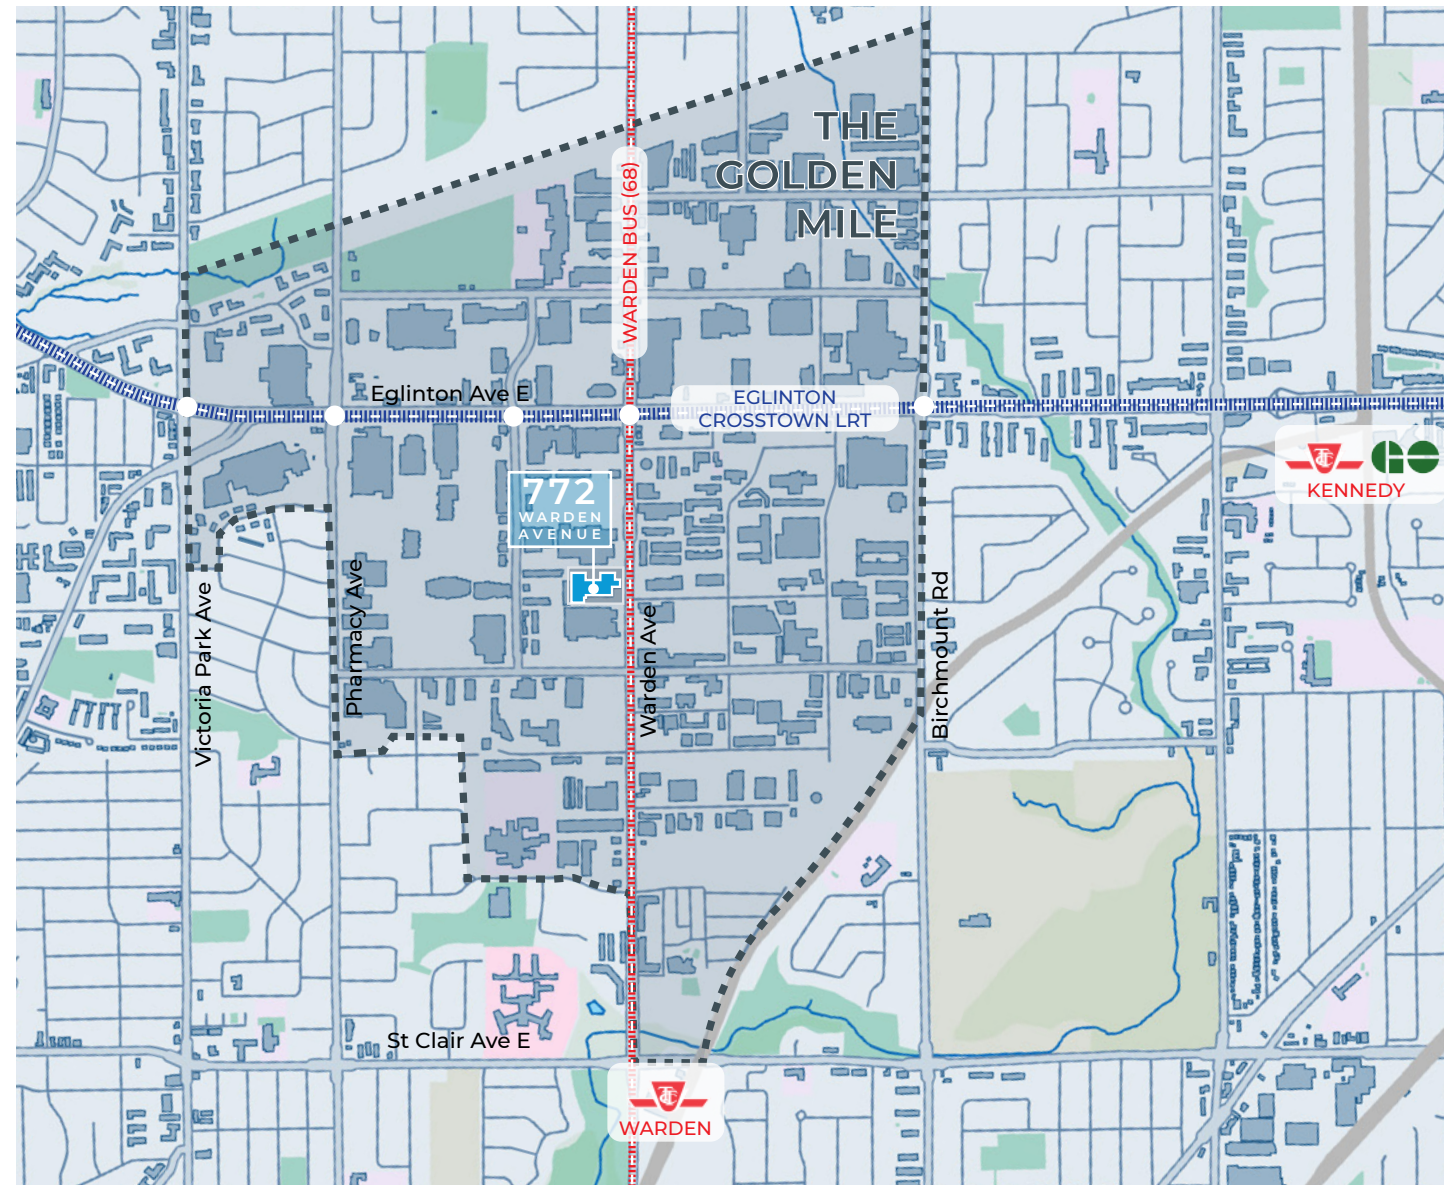 THE
GOLDEN
MILE
WARDEN BUS (68)
Eglinton Ave E
EGLINTON
CROSSTOWN LRT
KENNEDY
772
WARDEN
AVENUE
Victoria Park Ave
Pharmacy Ave
Warden Ave
Birchmount Rd
St Clair Ave E
WARDEN